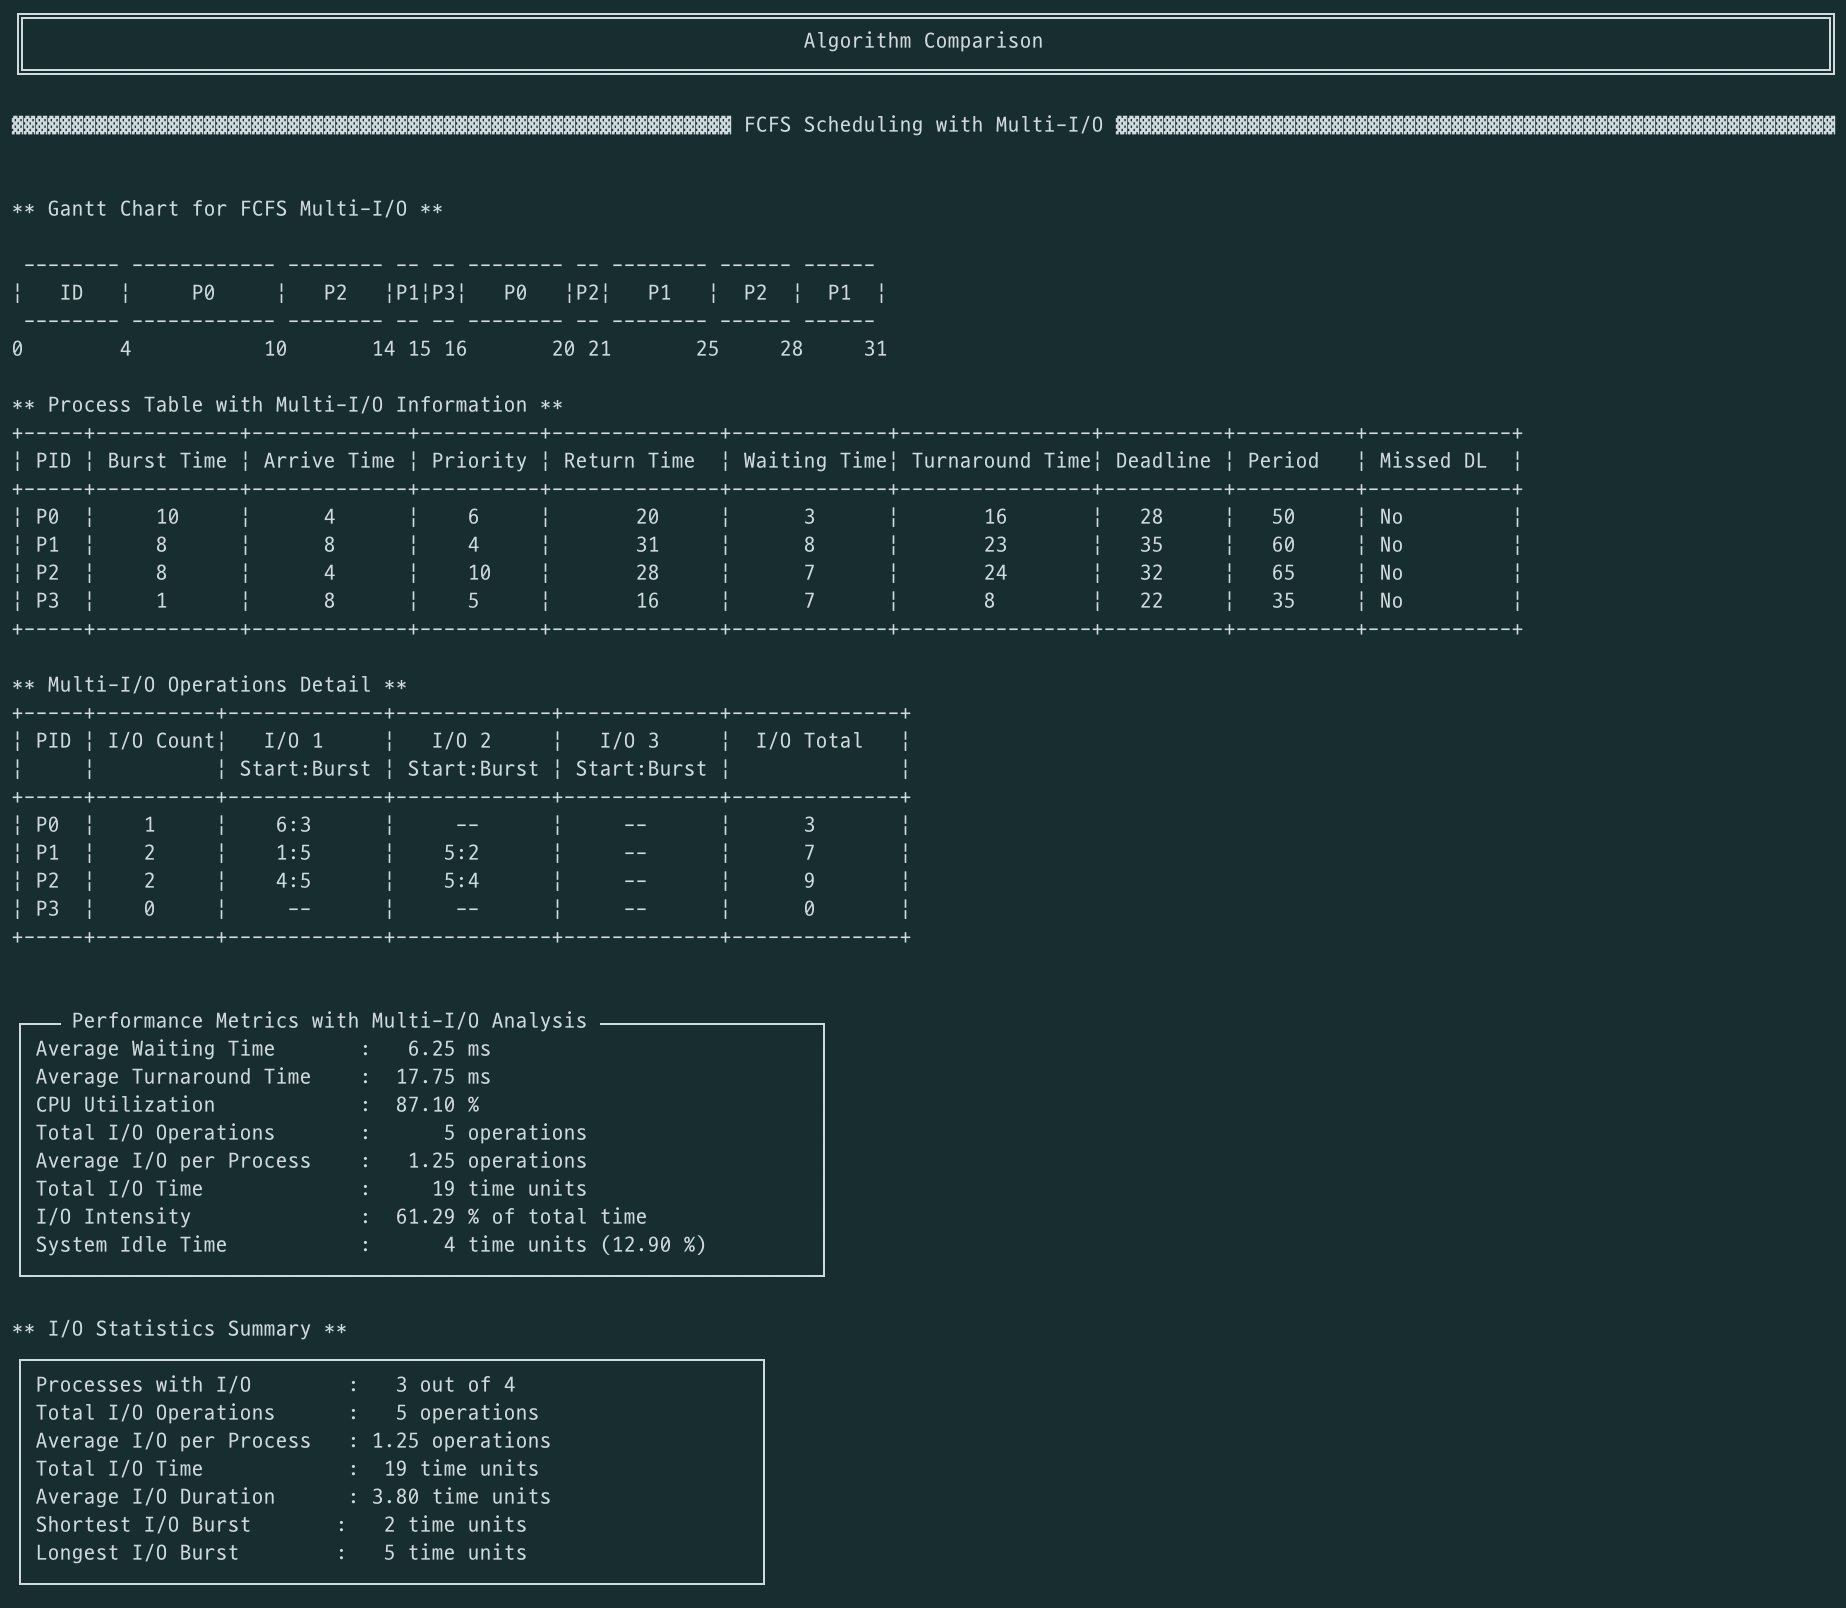 Algorithm Comparison
FCFS Scheduling with Multi-I/O
** Gantt Chart for FCFS Multi-I/O **
-------- ------------ -------- -- -- -------- -- -------- ------ ------
¦ ID ¦ P0 ¦ P2 ¦P1¦P3¦ P0 ¦P2¦ P1 ¦ P2 ¦ P1 ¦
-------- ------------ -------- -- -- -------- -- -------- ------ ------
0 4 10 14 15 16 20 21 25 28 31
** Process Table with Multi-I/O Information **
+-----+------------+-------------+----------+--------------+-------------+----------------+----------+----------+------------+
¦ PID ¦ Burst Time ¦ Arrive Time ¦ Priority ¦ Return Time ¦ Waiting Time¦ Turnaround Time¦ Deadline ¦ Period ¦ Missed DL ¦
+-----+------------+-------------+----------+--------------+-------------+----------------+----------+----------+------------+
¦ P0 ¦ 10 ¦ 4 ¦ 6 ¦ 20 ¦ 3 ¦ 16 ¦ 28 ¦ 50 ¦ No ¦
¦ P1 ¦ 8 ¦ 8 ¦ 4 ¦ 31 ¦ 8 ¦ 23 ¦ 35 ¦ 60 ¦ No ¦
¦ P2 ¦ 8 ¦ 4 ¦ 10 ¦ 28 ¦ 7 ¦ 24 ¦ 32 ¦ 65 ¦ No ¦
¦ P3 ¦ 1 ¦ 8 ¦ 5 ¦ 16 ¦ 7 ¦ 8 ¦ 22 ¦ 35 ¦ No ¦
+-----+------------+-------------+----------+--------------+-------------+----------------+----------+----------+------------+
** Multi-I/O Operations Detail **
+-----+----------+-------------+-------------+-------------+--------------+
¦ PID ¦ I/O Count¦ I/O 1 ¦ I/O 2 ¦ I/O 3 ¦ I/O Total ¦
¦ ¦ ¦ Start:Burst ¦ Start:Burst ¦ Start:Burst ¦ ¦
+-----+----------+-------------+-------------+-------------+--------------+
¦ P0 ¦ 1 ¦ 6:3 ¦ -- ¦ -- ¦ 3 ¦
¦ P1 ¦ 2 ¦ 1:5 ¦ 5:2 ¦ -- ¦ 7 ¦
¦ P2 ¦ 2 ¦ 4:5 ¦ 5:4 ¦ -- ¦ 9 ¦
¦ P3 ¦ 0 ¦ -- ¦ -- ¦ -- ¦ 0 ¦
+-----+----------+-------------+-------------+-------------+--------------+
Performance Metrics with Multi-I/O Analysis
Average Waiting Time : 6.25 ms
Average Turnaround Time : 17.75 ms
CPU Utilization : 87.10 %
Total I/O Operations : 5 operations
Average I/O per Process : 1.25 operations
Total I/O Time : 19 time units
I/O Intensity : 61.29 % of total time
System Idle Time : 4 time units (12.90 %)
** I/O Statistics Summary **
Processes with I/O : 3 out of 4
Total I/O Operations : 5 operations
Average I/O per Process : 1.25 operations
Total I/O Time : 19 time units
Average I/O Duration : 3.80 time units
Shortest I/O Burst : 2 time units
Longest I/O Burst : 5 time units